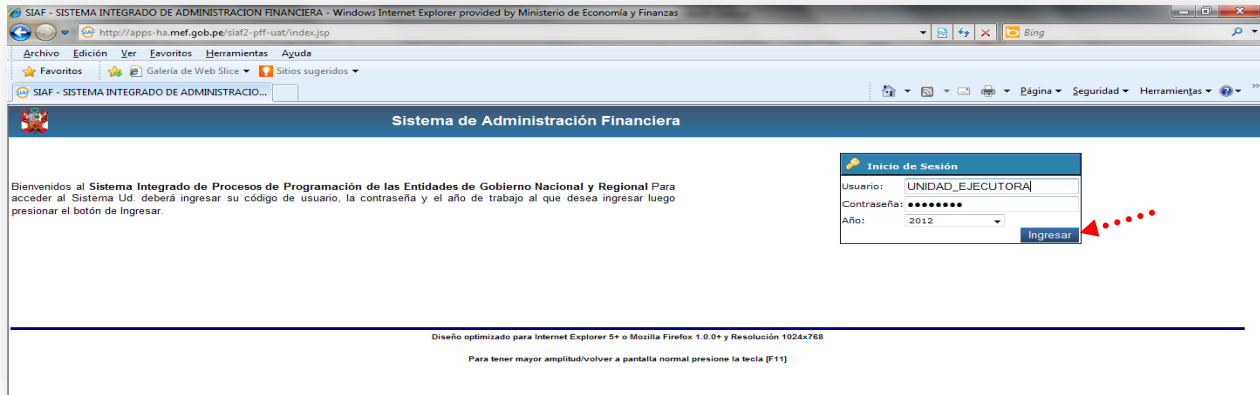 SIAF - SISTEMA INTEGRADO DE ADMINISTRACION FINANCIERA - Windows Internet Explorer provided by Ministerio de Economía y Finanzas
http://apps-ha.mef.gob.pe/siaf2-pff-uat/index.jsp
Bing
Archivo Edición Ver Favoritos Herramientas Ayuda
Favoritos Galería de Web Slice Sitios sugeridos
SIAF - SISTEMA INTEGRADO DE ADMINISTRACIO...
Página Seguridad Herramientas
Sistema de Administración Financiera
Inicio de Sesión
Usuario: UNIDAD_EJECUTORA
Contraseña: ●●●●●●●●
Año: 2012
Ingresar
Bienvenidos al Sistema Integrado de Procesos de Programación de las Entidades de Gobierno Nacional y Regional Para
acceder al Sistema Ud. deberá ingresar su código de usuario, la contraseña y el año de trabajo al que desea ingresar luego
presionar el botón de Ingresar.
Diseño optimizado para Internet Explorer 5+ o Mozilla Firefox 1.0.0+ y Resolución 1024x768
Para tener mayor amplitud/volver a pantalla normal presione la tecla [F11]